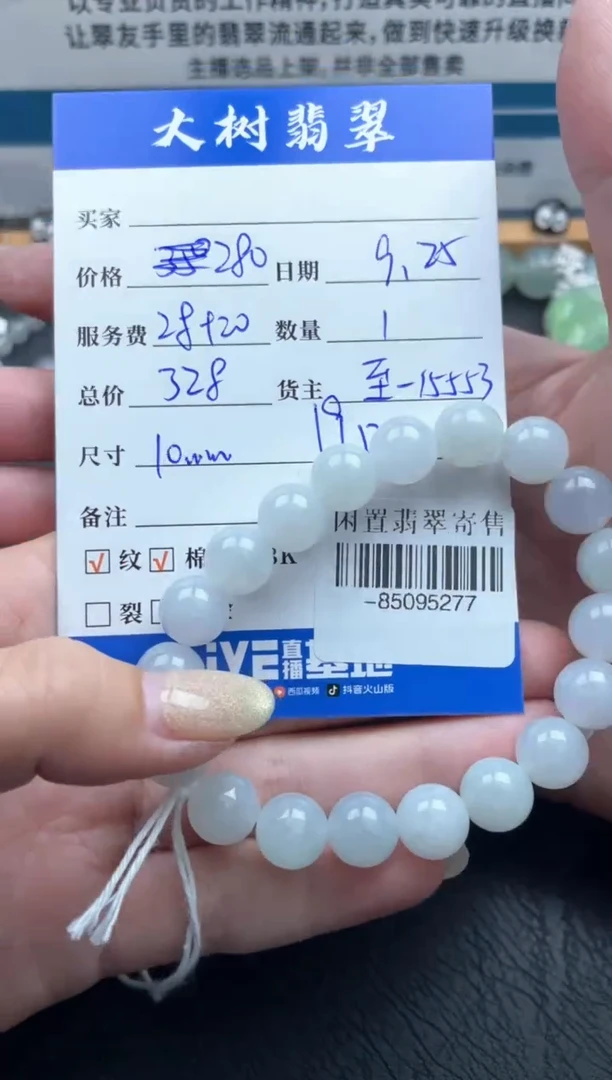 让翠友手里的翡翠流通起来,做到快速升级换
主播选品上架,并非全部售卖
大树翡翠
买家
价格 280 日期 9.25
服务费 28+20 数量 1
总价 328 货主 至-15553
尺寸 10mm 19
备注
纹 棉
裂
闲置翡翠寄售
-85095277
直播基地
西瓜视频 抖音火山版